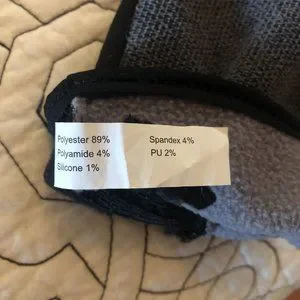 Polyester 89% Spandex 4%
Polyamide 4% PU 2%
Silicone 1%